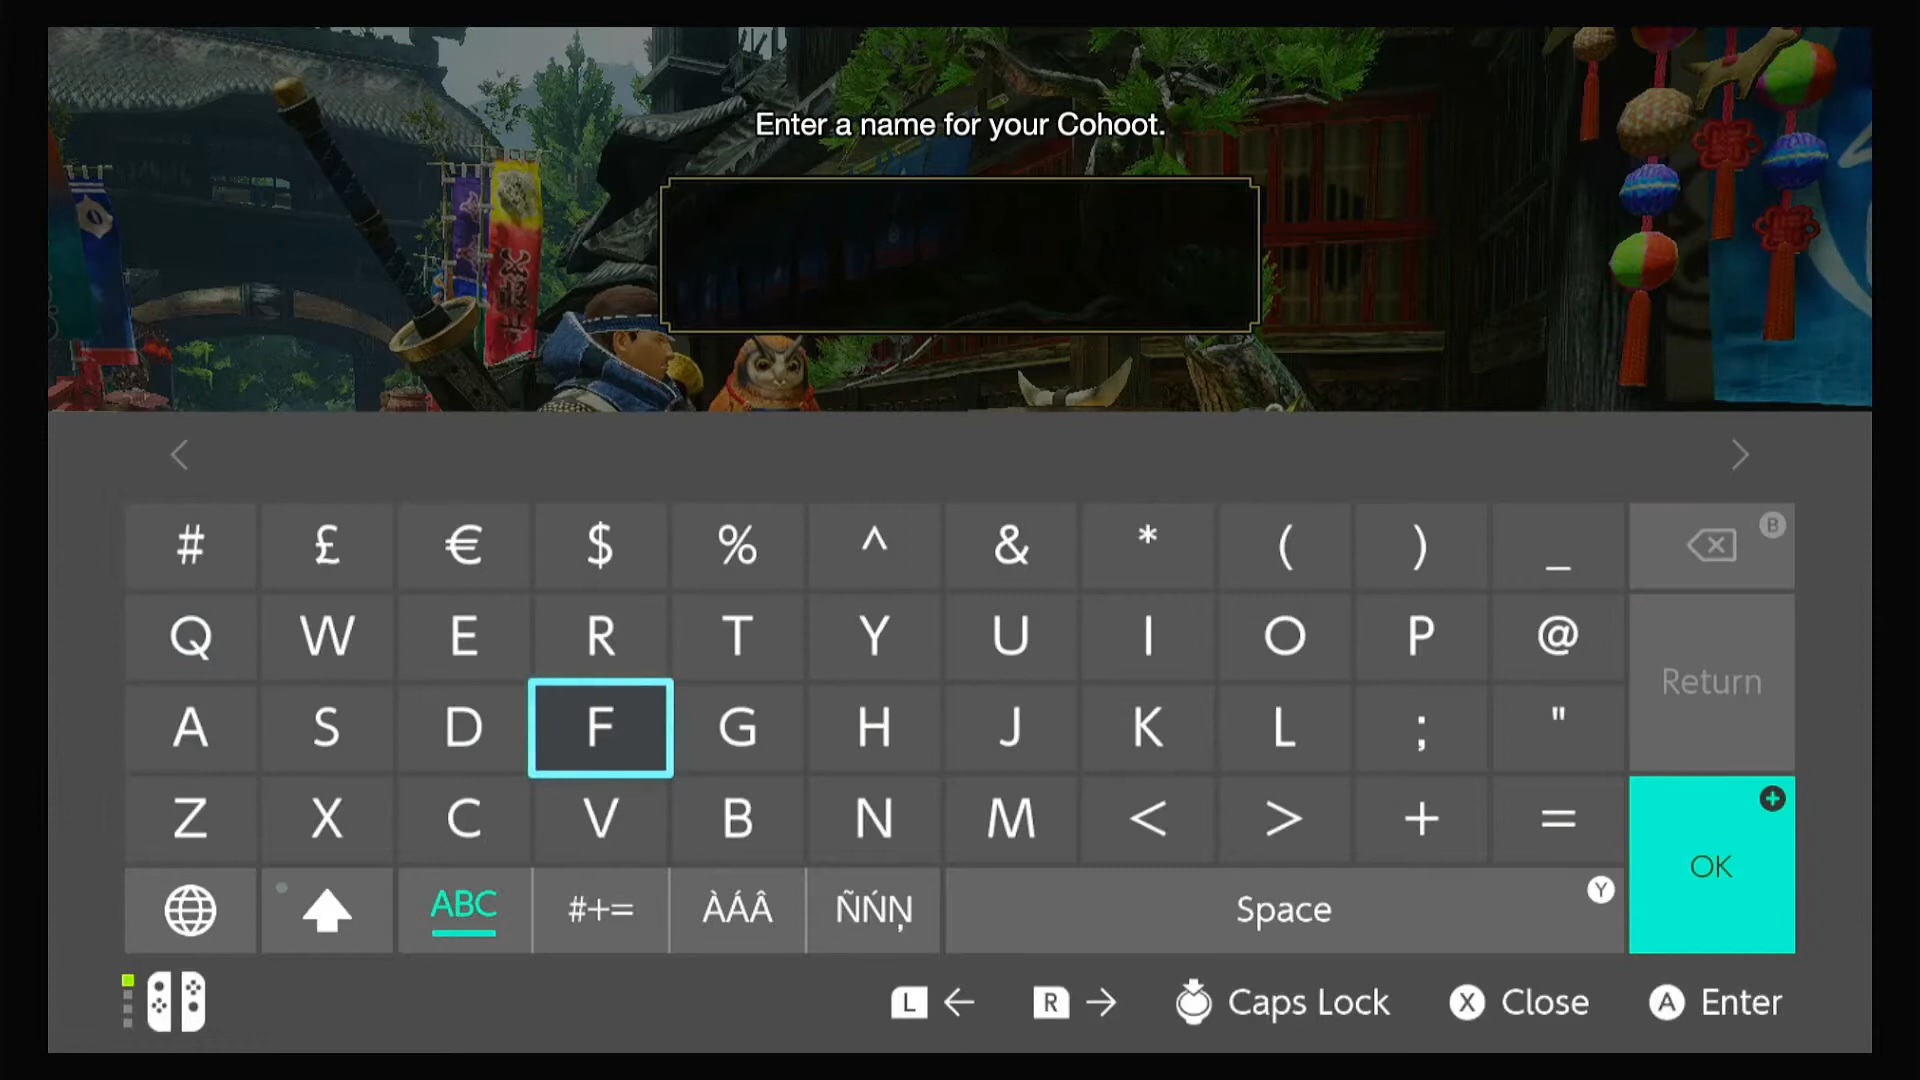 Enter a name for your Cohoot.
# £ € $ % ^ & * ( ) _ B
Q W E R T Y U I O P @ Return
A S D F G H J K L ; "
Z X C V B N M < > + = OK
ABC #+= ÀÁÂ ÑŃŅ Space Y
L ← R → Caps Lock X Close A Enter